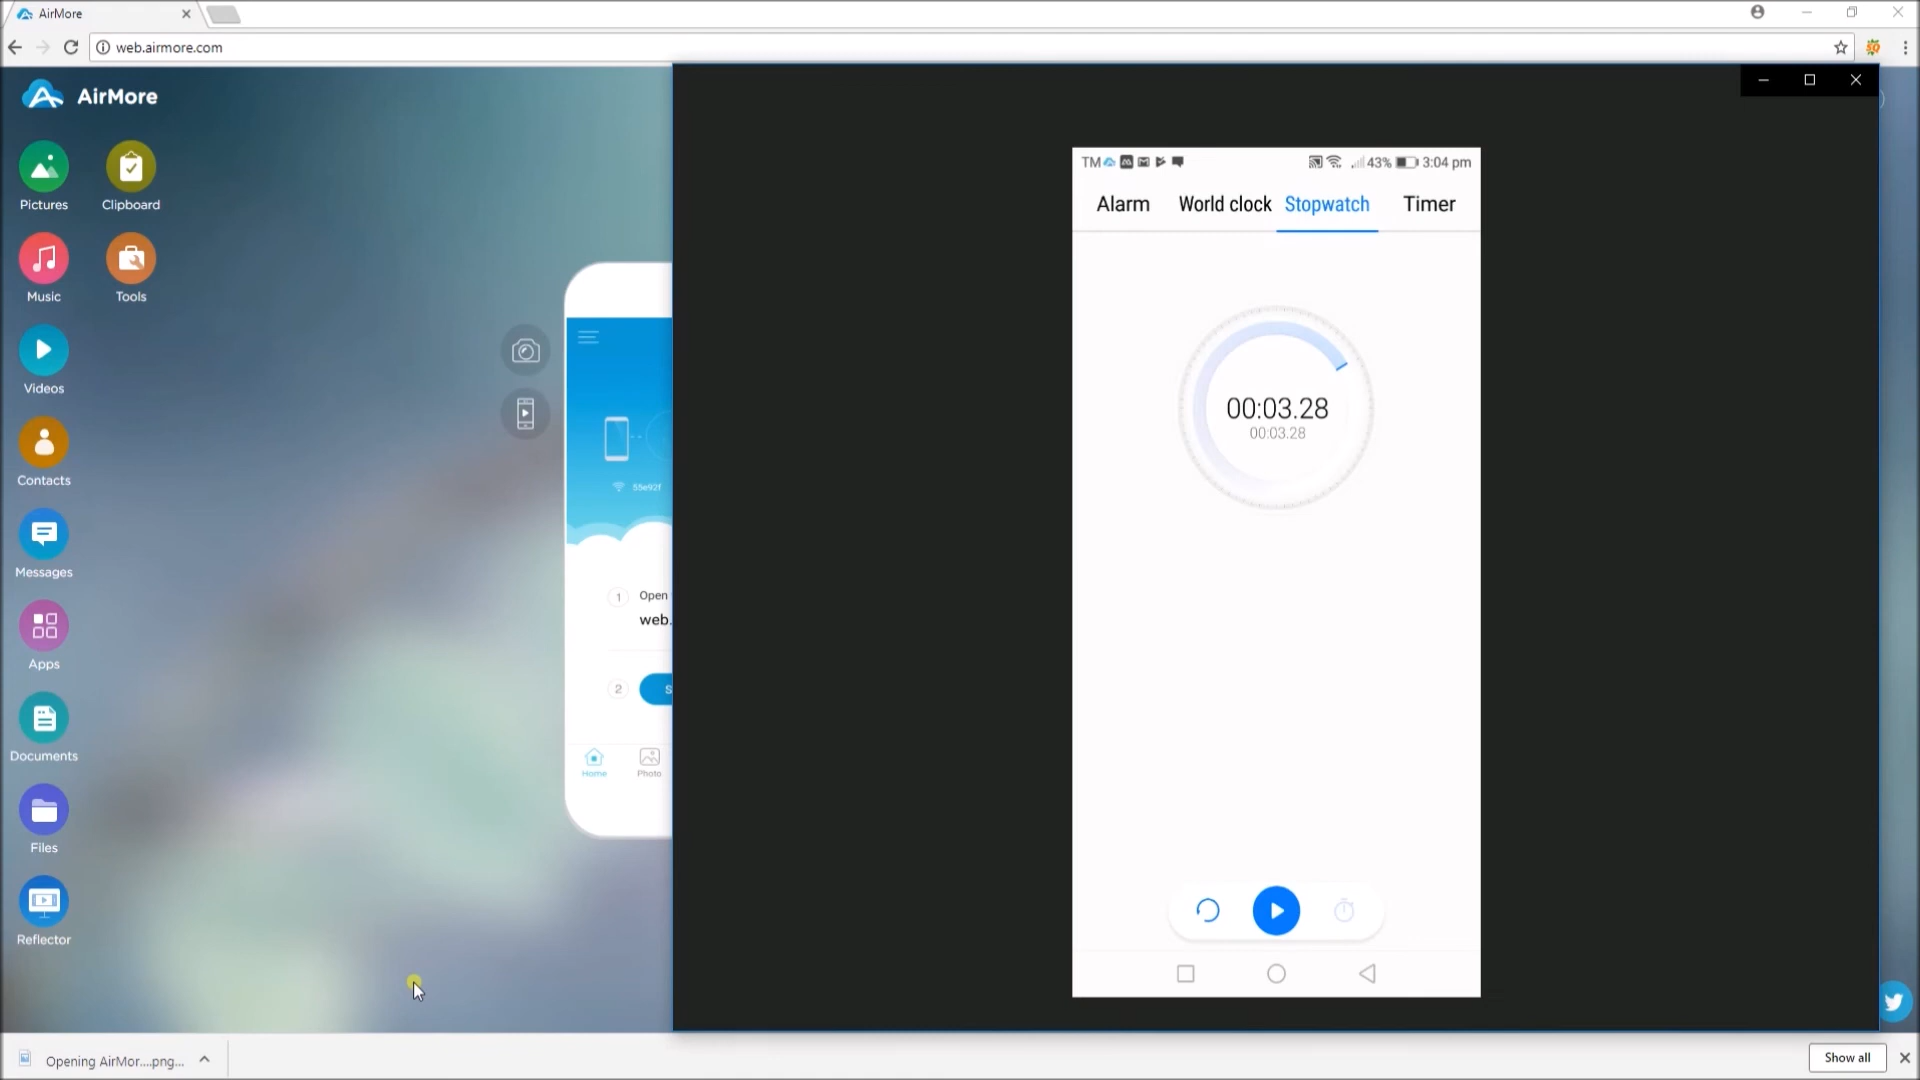 AirMore
web.airmore.com
AirMore
Pictures
Clipboard
Music
Tools
Videos
Contacts
Messages
Apps
Documents
Files
Reflector
55e92f
1
Open
web.
2
S
Home
Photo
TM
43%
3:04 pm
Alarm
World clock
Stopwatch
Timer
00:03.28
00:03.28
Opening AirMor....png...
Show all